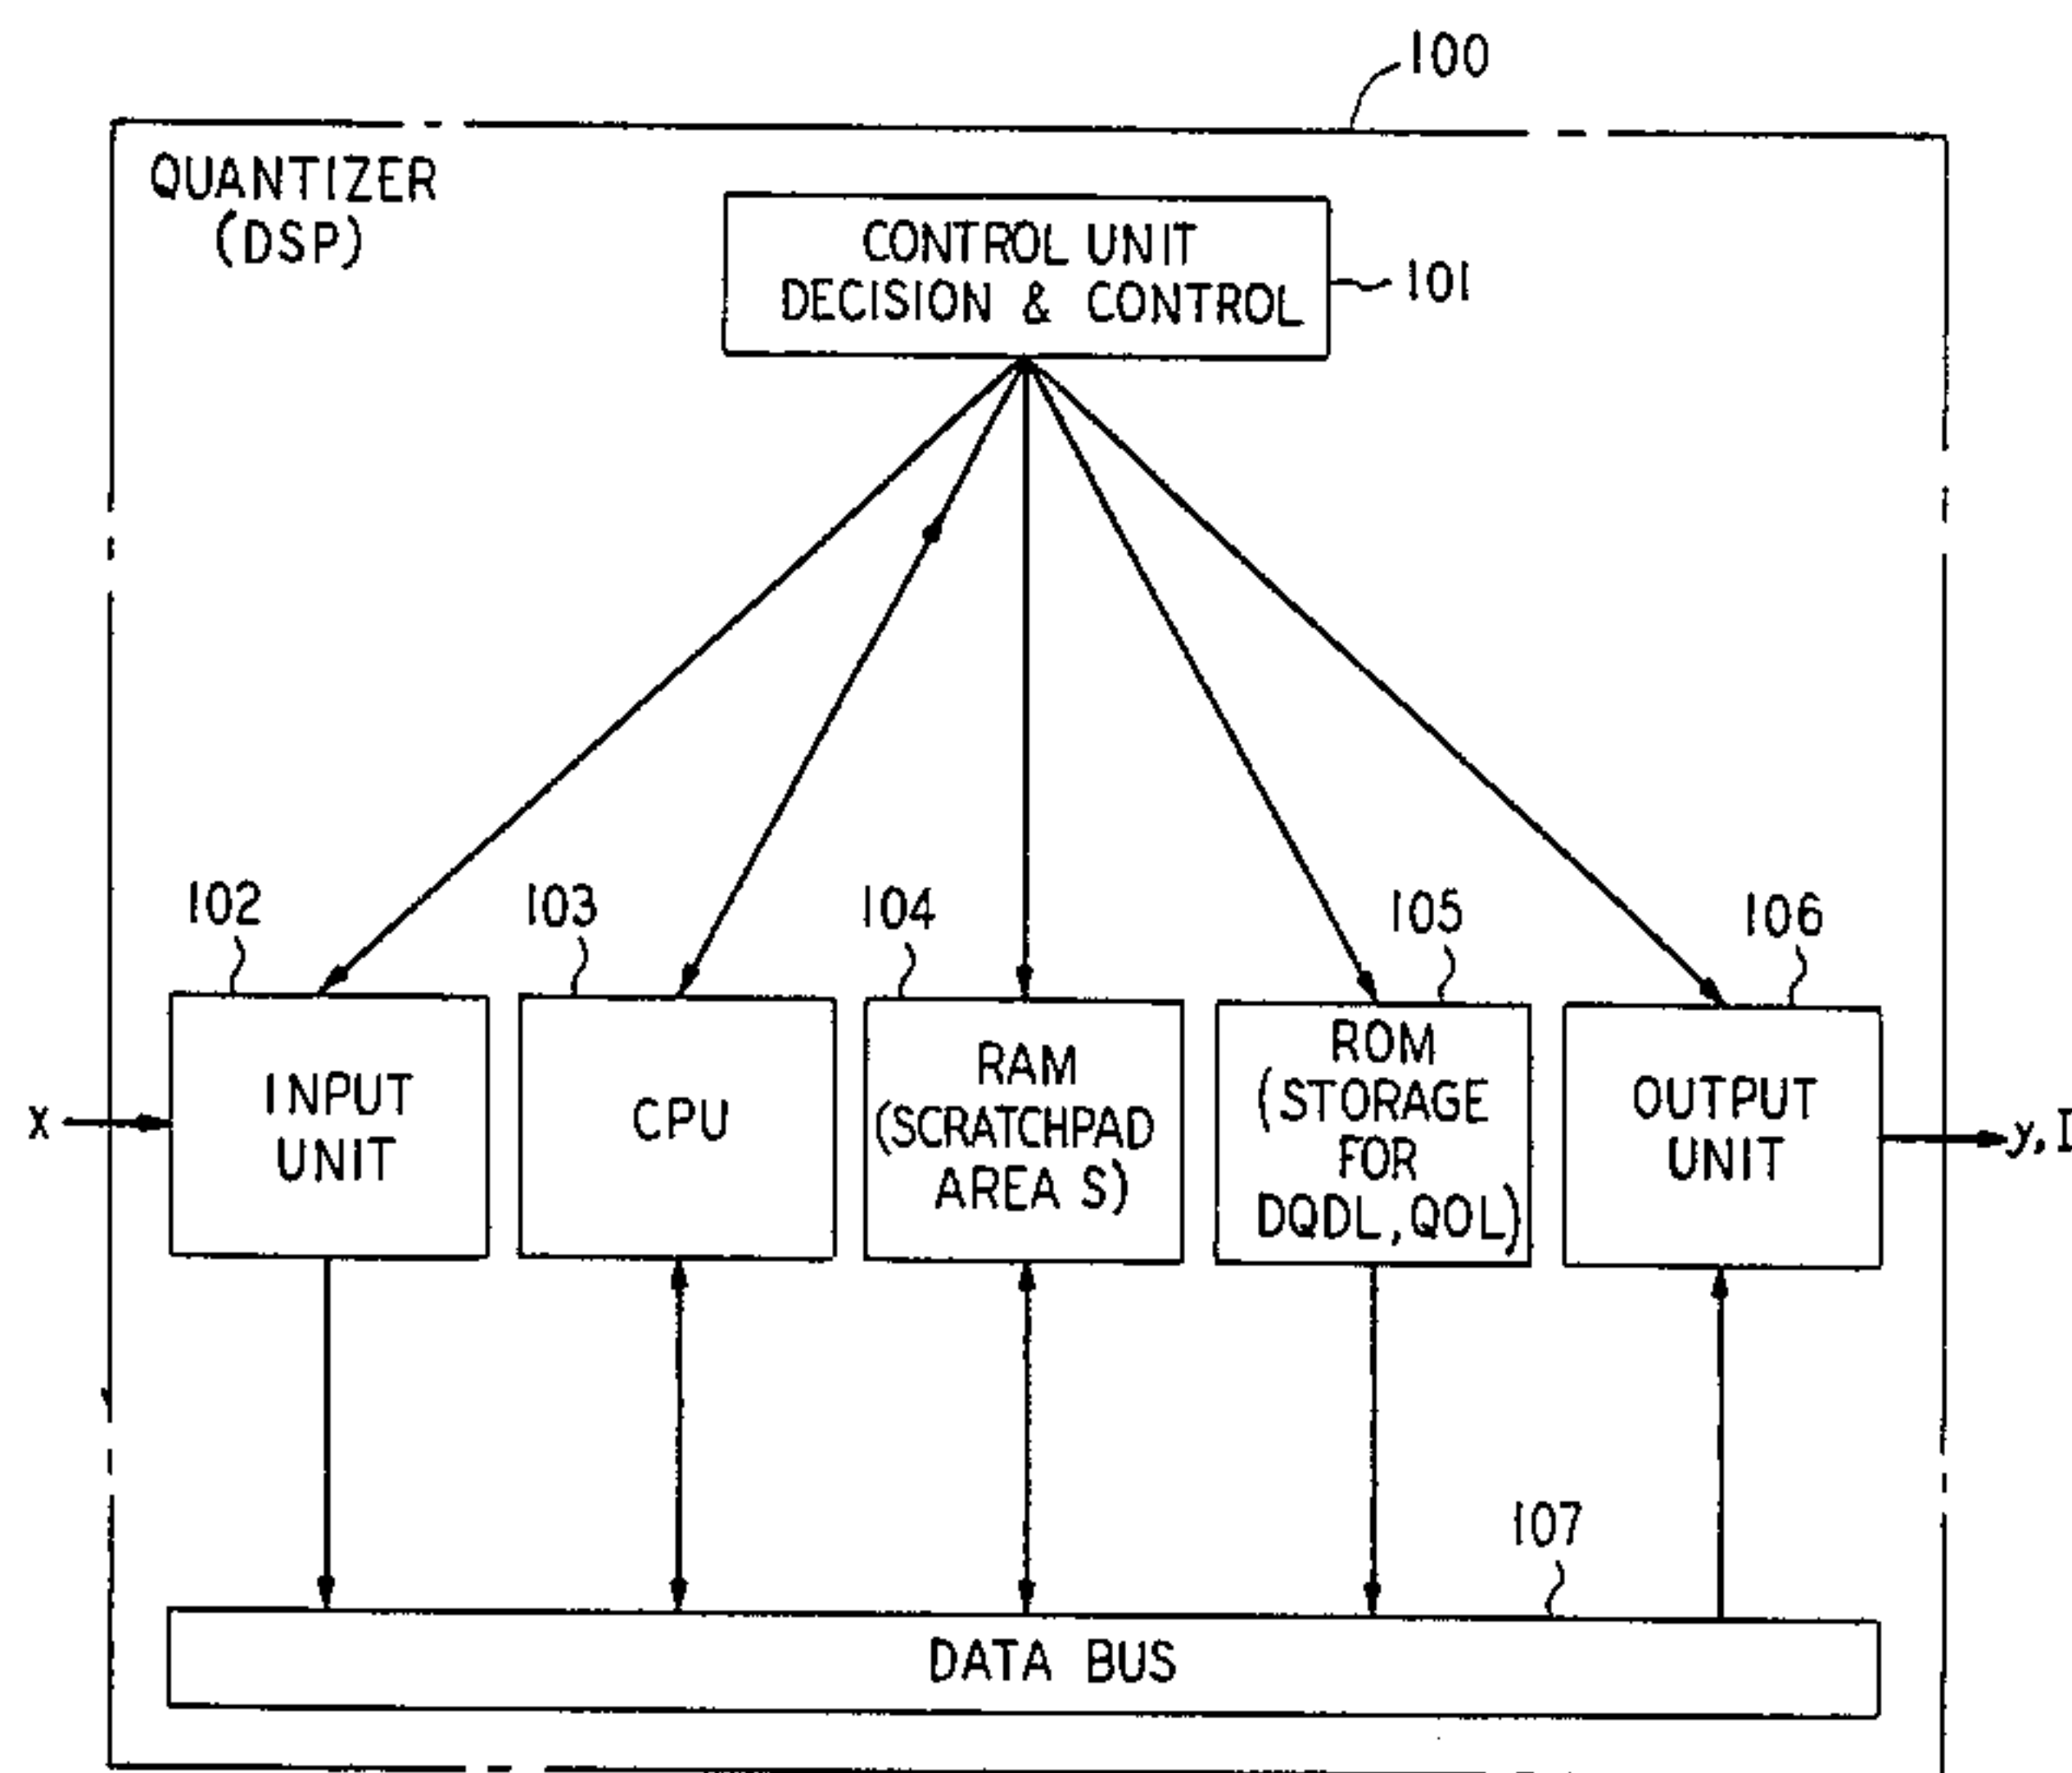 100
QUANTIZER
(DSP)
CONTROL UNIT
DECISION & CONTROL
101
102
103
104
105
106
INPUT
UNIT
CPU
RAM
(SCRATCHPAD
AREA S)
ROM
(STORAGE
FOR
DQDL, QOL)
OUTPUT
UNIT
x
y, I
107
DATA BUS